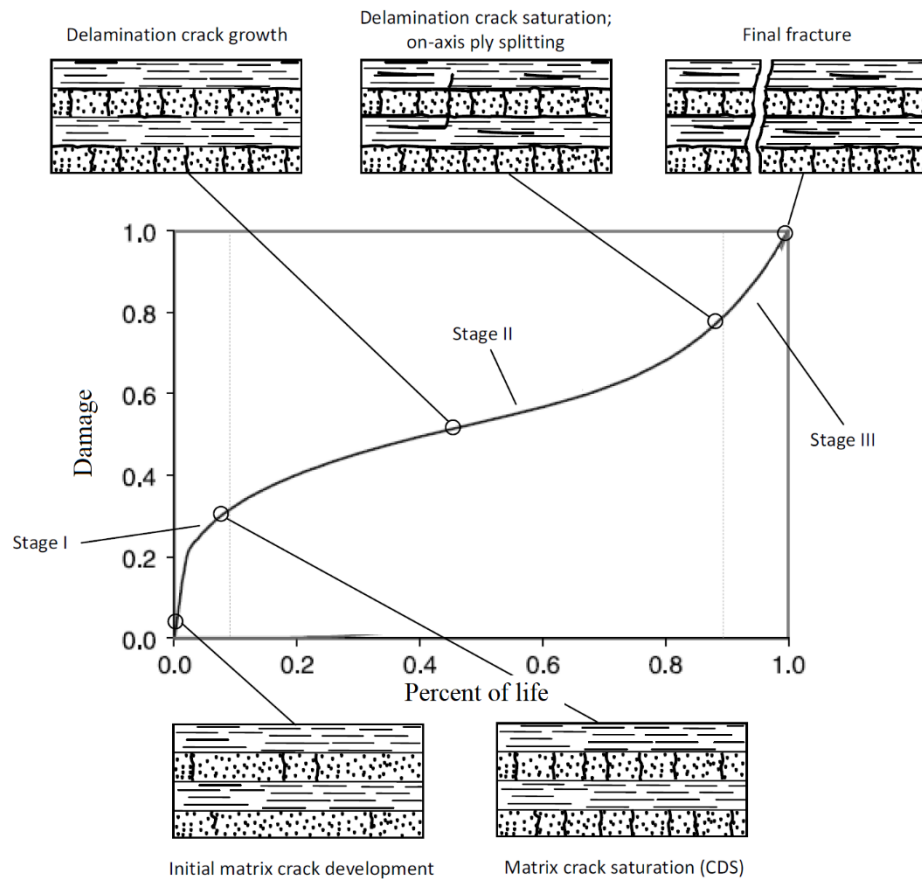 Delamination crack growth
Delamination crack saturation;
on-axis ply splitting
Final fracture
1.0
0.8
0.6
0.4
0.2
0.0
Damage
Stage I
Stage II
Stage III
0.0
0.2
0.4
0.6
0.8
1.0
Percent of life
Initial matrix crack development
Matrix crack saturation (CDS)